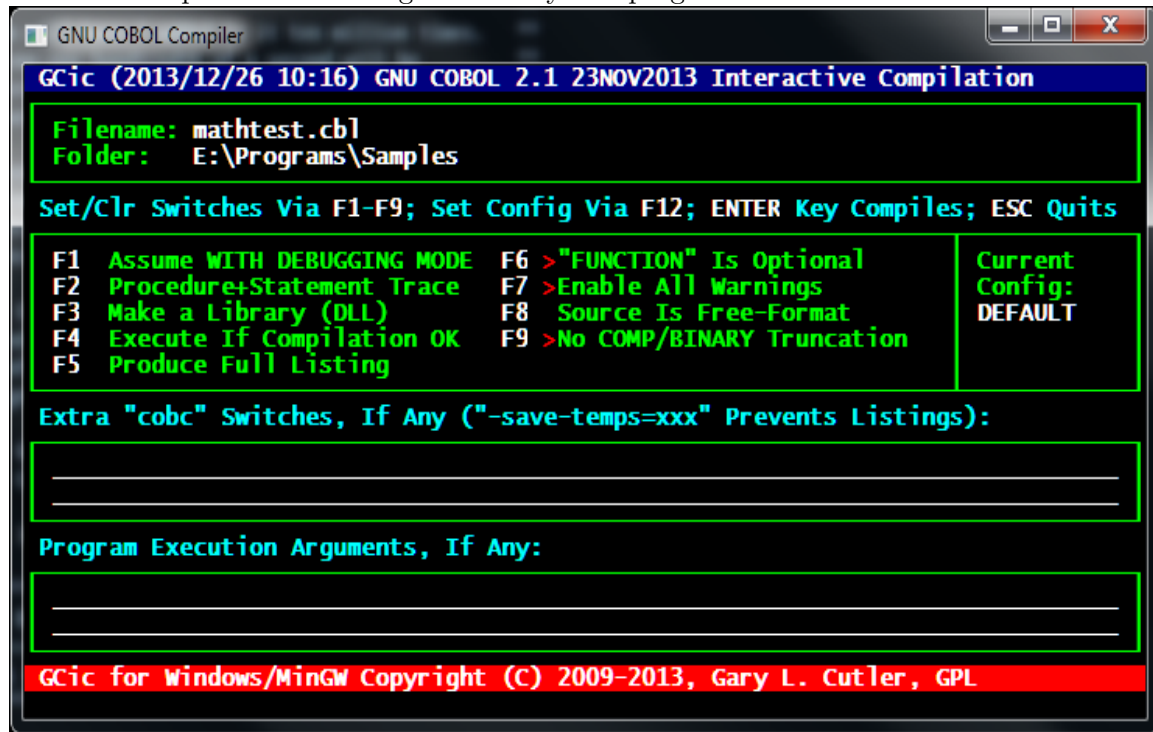 GNU COBOL Compiler
GCic (2013/12/26 10:16) GNU COBOL 2.1 23NOV2013 Interactive Compilation
Filename: mathtest.cbl
Folder: E:\Programs\Samples
Set/Clr Switches Via F1-F9; Set Config Via F12; ENTER Key Compiles; ESC Quits
F1 Assume WITH DEBUGGING MODE F6 >"FUNCTION" Is Optional Current
F2 Procedure+Statement Trace F7 >Enable All Warnings Config:
F3 Make a Library (DLL) F8 Source Is Free-Format DEFAULT
F4 Execute If Compilation OK F9 >No COMP/BINARY Truncation
F5 Produce Full Listing
Extra "cobc" Switches, If Any ("-save-temps=xxx" Prevents Listings):
Program Execution Arguments, If Any:
GCic for Windows/MinGW Copyright (C) 2009-2013, Gary L. Cutler, GPL